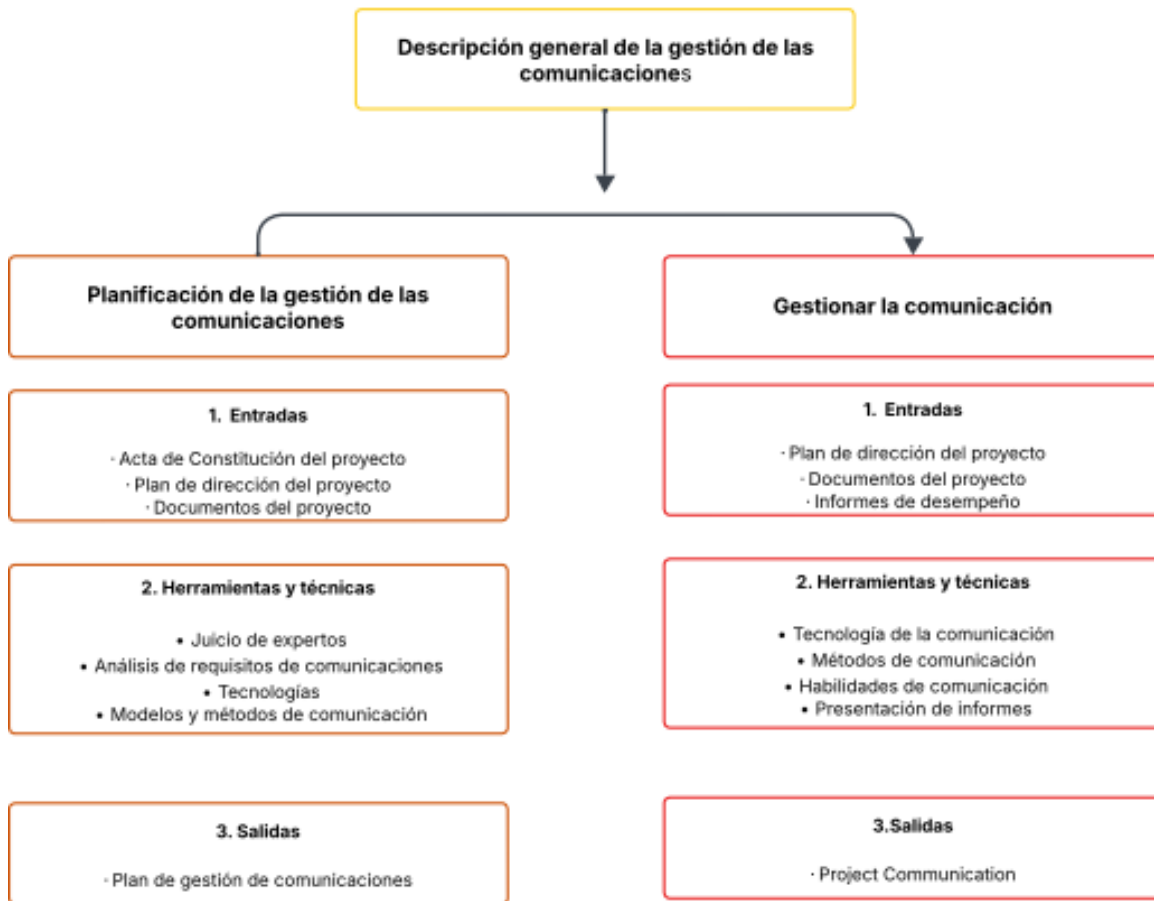 Descripción general de la gestión de las
comunicaciones
Planificación de la gestión de las
comunicaciones
1. Entradas
· Acta de Constitución del proyecto
· Plan de dirección del proyecto
· Documentos del proyecto
2. Herramientas y técnicas
• Juicio de expertos
• Análisis de requisitos de comunicaciones
• Tecnologías
• Modelos y métodos de comunicación
3. Salidas
· Plan de gestión de comunicaciones
Gestionar la comunicación
1. Entradas
· Plan de dirección del proyecto
· Documentos del proyecto
· Informes de desempeño
2. Herramientas y técnicas
• Tecnología de la comunicación
• Métodos de comunicación
• Habilidades de comunicación
• Presentación de informes
3.Salidas
· Project Communication